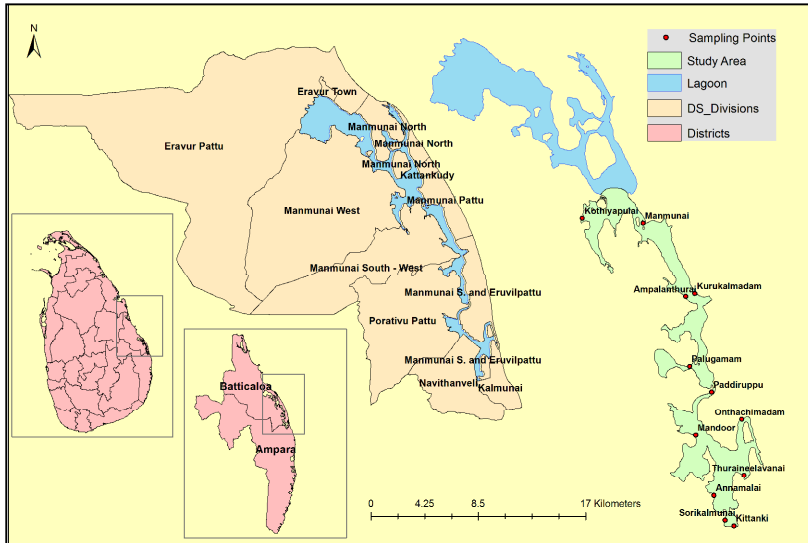 N
Sampling Points
Study Area
Lagoon
DS_Divisions
Districts
Eravur Town
Eravur Pattu
Manmunai North
Manmunai North
Manmunai North
Kattankudy
Manmunai Pattu
Manmunai West
Manmunai South - West
Manmunai S. and Eruvilpattu
Porativu Pattu
Manmunai S. and Eruvilpattu
Navithanveli
Kalmunai
Batticaloa
Ampara
Kothiyapulai
Manmunai
Ampalanthurai
Kurukalmadam
Palugamam
Paddiruppu
Onthachimadam
Mandoor
Thuraineelavanai
Annamalai
Sorikalmunai
Kittanki
0 4.25 8.5 17 Kilometers